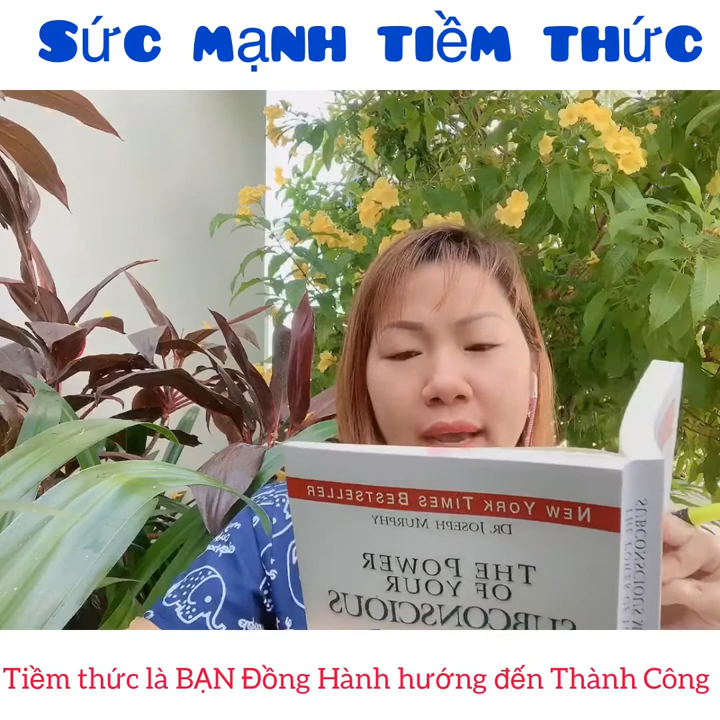 Sức mạnh tiềm thức
NEW YORK TIMES BESTSELLER
DR. JOSEPH MURPHY
THE POWER
OF YOUR
SUBCONSCIOUS
Tiềm thức là BẠN Đồng Hành hướng đến Thành Công